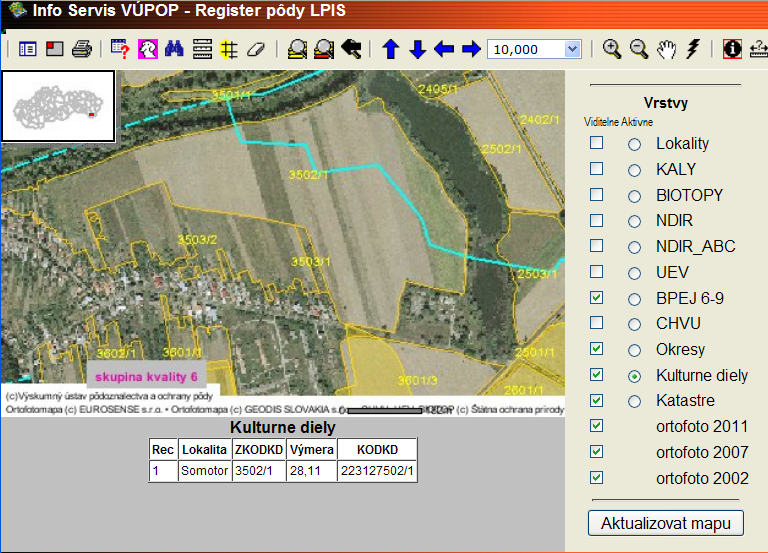 Info Servis VÚPOP - Register pôdy LPIS
10,000
3501/1
2405/1
2402/1
2502/1
3502/1
3503/2
3503/1
2503/1
3602/1
3601/1
2501/1
3601/3
2601/1
skupina kvality 6
(c)Výskumný ústav pôdoznalectva a ochrany pôdy
Ortofotomapa (c) EUROSENSE s.r.o. • Ortofotomapa (c) GEODIS SLOVAKIA (c) Štátna ochrana prirody
Vrstvy
Viditelne Aktivne
Lokality
KALY
BIOTOPY
NDIR
NDIR_ABC
UEV
BPEJ 6-9
CHVU
Okresy
Kulturne diely
Katastre
ortofoto 2011
ortofoto 2007
ortofoto 2002
Aktualizovat mapu
Kulturne diely
Rec Lokalita ZKODKD Výmera KODKD
1 Somotor 3502/1 28,11 223127502/1